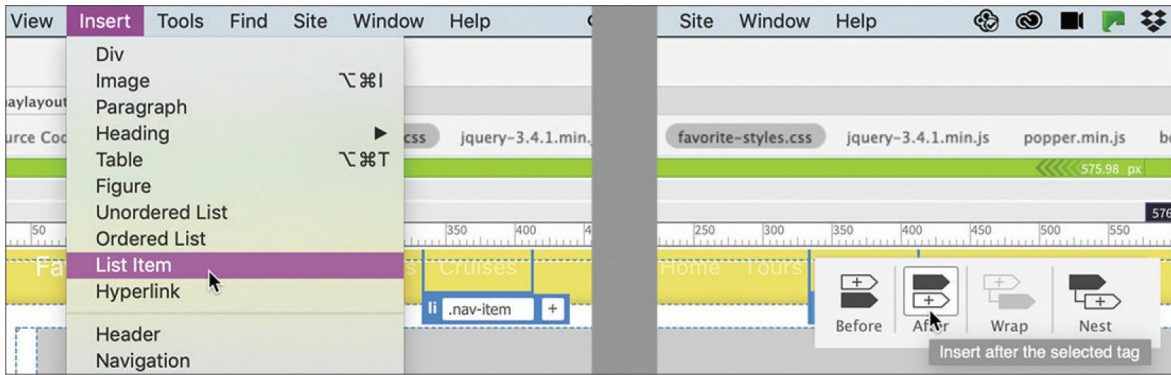 View Insert Tools Find Site Window Help
Div
Image ⌥⌘I
aylayout
Paragraph
urce Coo
Heading ▶
css jquery-3.4.1.min.
Table ⌥⌘T
Figure
Unordered List
50 350 400
Ordered List
Fa
List Item
s Cruises
Hyperlink
li .nav-item +
Header
Navigation
Site Window Help
favorite-styles.css jquery-3.4.1.min.js popper.min.js b
575.98 px
576
250 300 350 400 450 500 550
Home Tours
Before After Wrap Nest
Insert after the selected tag